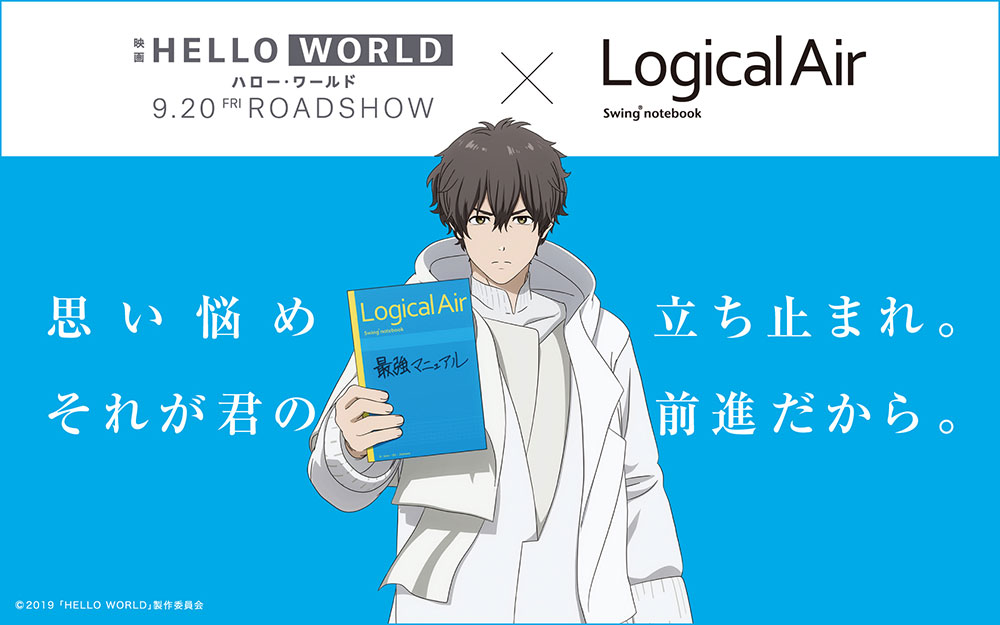 映画 HELLO WORLD
ハロー・ワールド
9.20 FRI ROADSHOW
×
Logical Air
Swing® notebook
思い悩め 立ち止まれ。
それが君の 前進だから。
Logical Air
Swing® notebook
最強マニュアル
©2019「HELLO WORLD」製作委員会